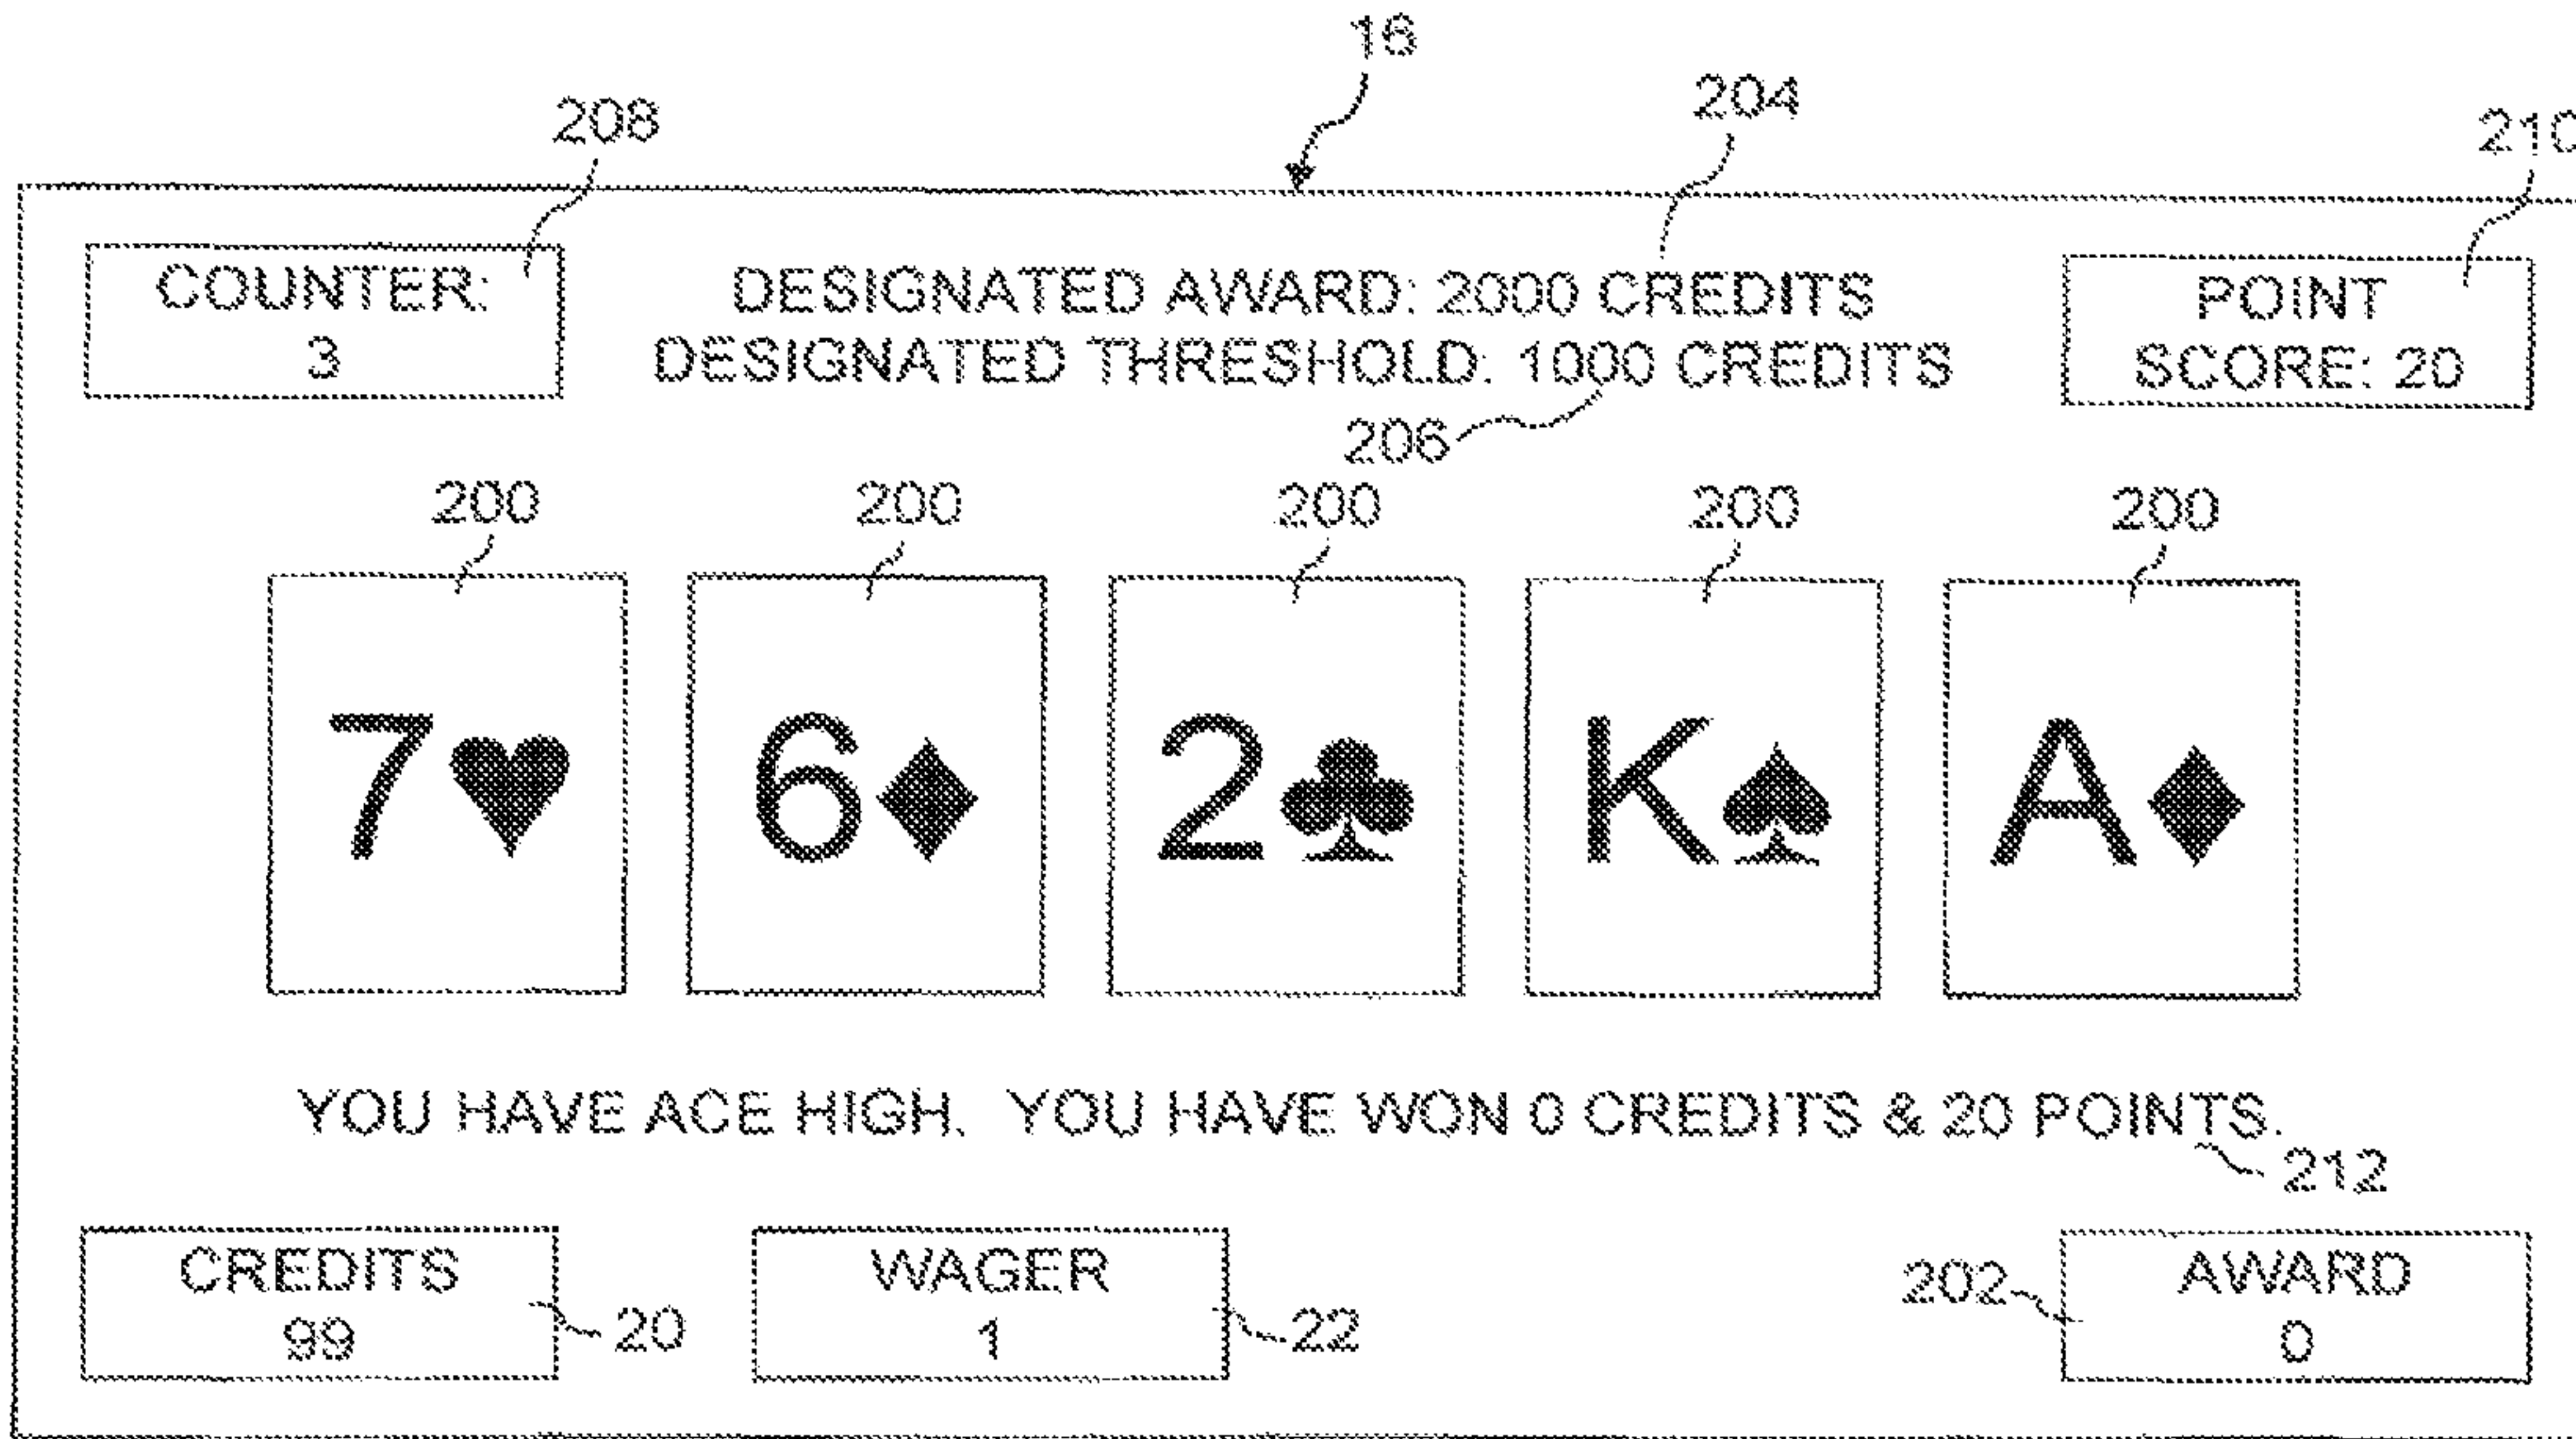 16
204
208
210
COUNTER:
3
DESIGNATED AWARD: 2000 CREDITS
DESIGNATED THRESHOLD: 1000 CREDITS
POINT
SCORE: 20
206
200 200 200 200 200
7♥ 6♦ 2♣ K♠ A♦
YOU HAVE ACE HIGH. YOU HAVE WON 0 CREDITS & 20 POINTS.
212
CREDITS
99
20
WAGER
1
22
202
AWARD
0